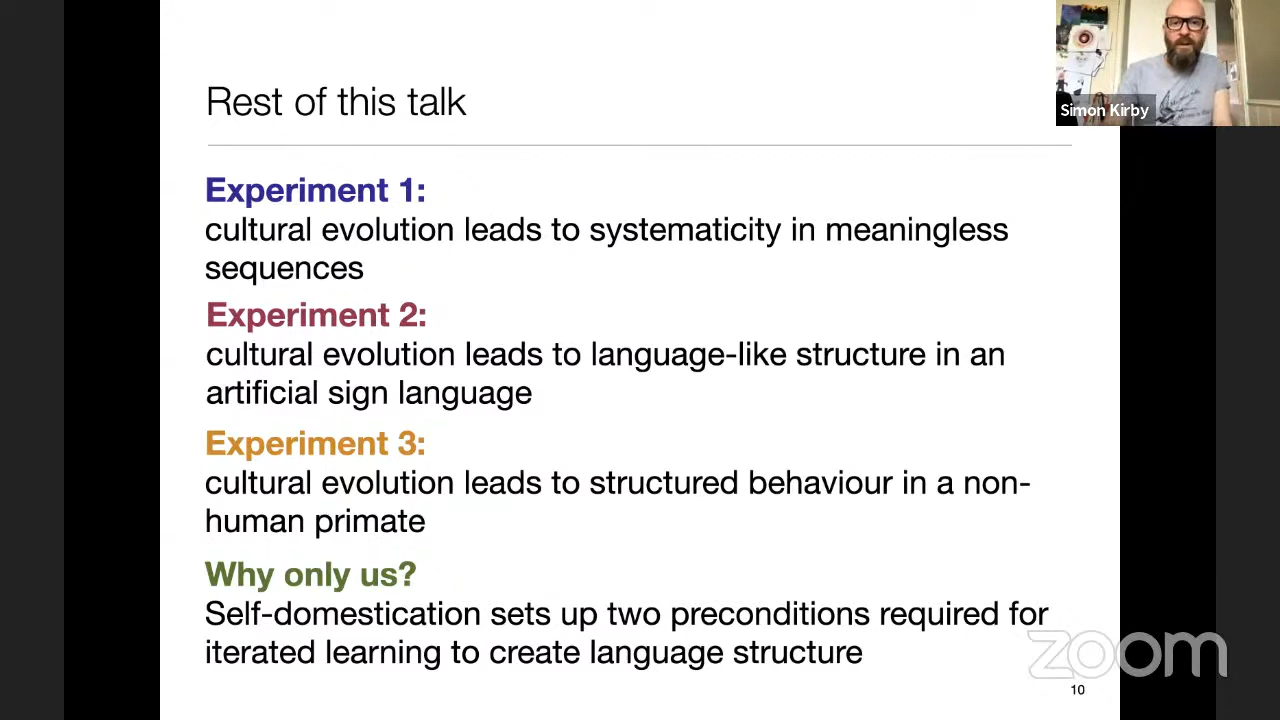 Rest of this talk
Simon Kirby
Experiment 1:
cultural evolution leads to systematicity in meaningless
sequences
Experiment 2:
cultural evolution leads to language-like structure in an
artificial sign language
Experiment 3:
cultural evolution leads to structured behaviour in a non-
human primate
Why only us?
Self-domestication sets up two preconditions required for
iterated learning to create language structure
zoom
10